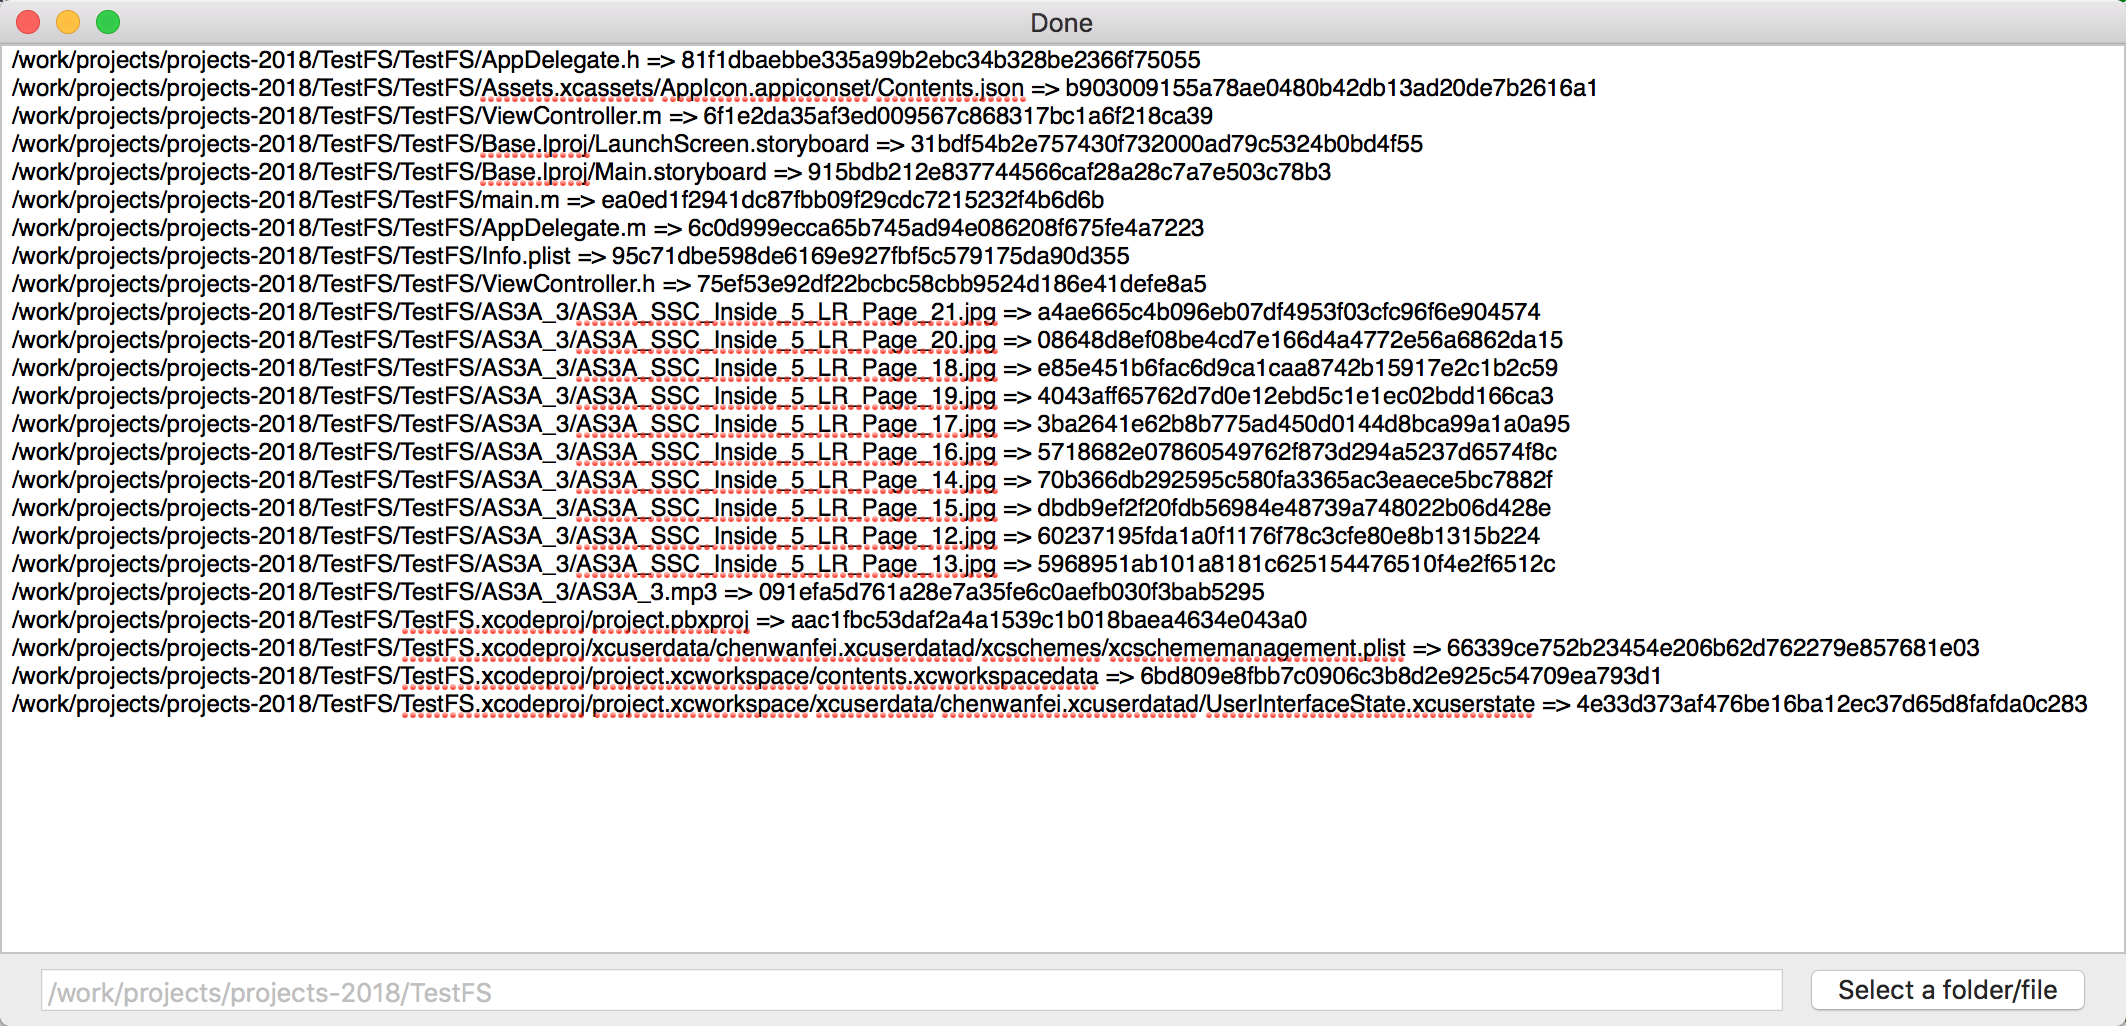 Done
/work/projects/projects-2018/TestFS/TestFS/AppDelegate.h => 81f1dbaebbe335a99b2ebc34b328be2366f75055
/work/projects/projects-2018/TestFS/TestFS/Assets.xcassets/AppIcon.appiconset/Contents.json => b903009155a78ae0480b42db13ad20de7b2616a1
/work/projects/projects-2018/TestFS/TestFS/ViewController.m => 6f1e2da35af3ed009567c868317bc1a6f218ca39
/work/projects/projects-2018/TestFS/TestFS/Base.lproj/LaunchScreen.storyboard => 31bdf54b2e757430f732000ad79c5324b0bd4f55
/work/projects/projects-2018/TestFS/TestFS/Base.lproj/Main.storyboard => 915bdb212e837744566caf28a28c7a7e503c78b3
/work/projects/projects-2018/TestFS/TestFS/main.m => ea0ed1f2941dc87fbb09f29cdc7215232f4b6d6b
/work/projects/projects-2018/TestFS/TestFS/AppDelegate.m => 6c0d999ecca65b745ad94e086208f675fe4a7223
/work/projects/projects-2018/TestFS/TestFS/Info.plist => 95c71dbe598de6169e927fbf5c579175da90d355
/work/projects/projects-2018/TestFS/TestFS/ViewController.h => 75ef53e92df22bcbc58cbb9524d186e41defe8a5
/work/projects/projects-2018/TestFS/TestFS/AS3A_3/AS3A_SSC_Inside_5_LR_Page_21.jpg => a4ae665c4b096eb07df4953f03cfc96f6e904574
/work/projects/projects-2018/TestFS/TestFS/AS3A_3/AS3A_SSC_Inside_5_LR_Page_20.jpg => 08648d8ef08be4cd7e166d4a4772e56a6862da15
/work/projects/projects-2018/TestFS/TestFS/AS3A_3/AS3A_SSC_Inside_5_LR_Page_18.jpg => e85e451b6fac6d9ca1caa8742b15917e2c1b2c59
/work/projects/projects-2018/TestFS/TestFS/AS3A_3/AS3A_SSC_Inside_5_LR_Page_19.jpg => 4043aff65762d7d0e12ebd5c1e1ec02bdd166ca3
/work/projects/projects-2018/TestFS/TestFS/AS3A_3/AS3A_SSC_Inside_5_LR_Page_17.jpg => 3ba2641e62b8b775ad450d0144d8bca99a1a0a95
/work/projects/projects-2018/TestFS/TestFS/AS3A_3/AS3A_SSC_Inside_5_LR_Page_16.jpg => 5718682e07860549762f873d294a5237d6574f8c
/work/projects/projects-2018/TestFS/TestFS/AS3A_3/AS3A_SSC_Inside_5_LR_Page_14.jpg => 70b366db292595c580fa3365ac3eaece5bc7882f
/work/projects/projects-2018/TestFS/TestFS/AS3A_3/AS3A_SSC_Inside_5_LR_Page_15.jpg => dbdb9ef2f20fdb56984e48739a748022b06d428e
/work/projects/projects-2018/TestFS/TestFS/AS3A_3/AS3A_SSC_Inside_5_LR_Page_12.jpg => 60237195fda1a0f1176f78c3cfe80e8b1315b224
/work/projects/projects-2018/TestFS/TestFS/AS3A_3/AS3A_SSC_Inside_5_LR_Page_13.jpg => 5968951ab101a8181c625154476510f4e2f6512c
/work/projects/projects-2018/TestFS/TestFS/AS3A_3/AS3A_3.mp3 => 091efa5d761a28e7a35fe6c0aefb030f3bab5295
/work/projects/projects-2018/TestFS/TestFS.xcodeproj/project.pbxproj => aac1fbc53daf2a4a1539c1b018baea4634e043a0
/work/projects/projects-2018/TestFS/TestFS.xcodeproj/xcuserdata/chenwanfei.xcuserdatad/xcschemes/xcschememanagement.plist => 66339ce752b23454e206b62d762279e857681e03
/work/projects/projects-2018/TestFS/TestFS.xcodeproj/project.xcworkspace/contents.xcworkspacedata => 6bd809e8fbb7c0906c3b8d2e925c54709ea793d1
/work/projects/projects-2018/TestFS/TestFS.xcodeproj/project.xcworkspace/xcuserdata/chenwanfei.xcuserdatad/UserInterfaceState.xcuserstate => 4e33d373af476be16ba12ec37d65d8fafda0c283
/work/projects/projects-2018/TestFS
Select a folder/file